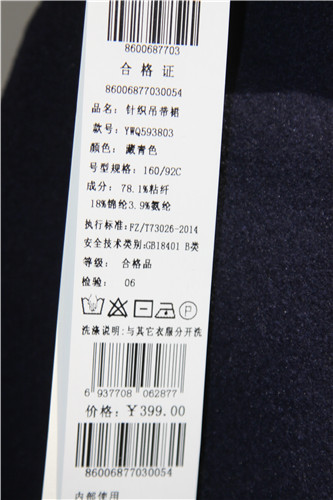 8600687703
合格证
86006877030054
品名: 针织吊带裙
款号: YWQ593803
颜色: 藏青色
号型规格: 160/92C
成分: 78.1%粘纤
18%锦纶3.9%氨纶
执行标准:FZ/T73026-2014
安全技术类别:GB18401 B类
等级: 合格品
检验: 06
P
洗涤说明:与其它衣服分开洗
6 937708 062877
价格:￥399.00
86006877030054
内部使用